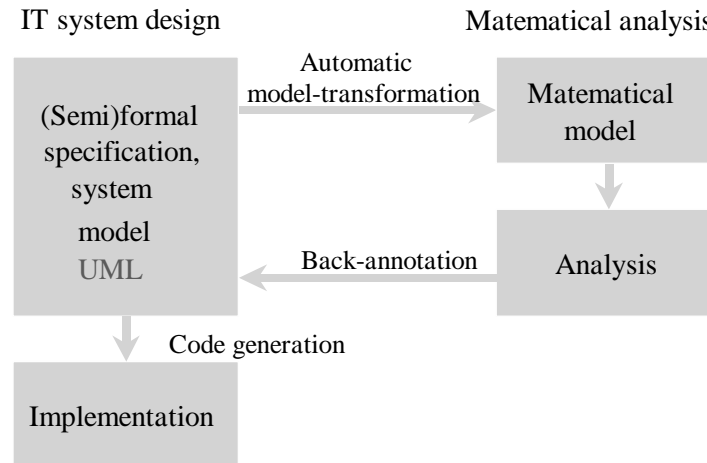 IT system design
Matematical analysis
Automatic
model-transformation
(Semi)formal
specification,
system
model
UML
Matematical
model
Back-annotation
Analysis
Code generation
Implementation